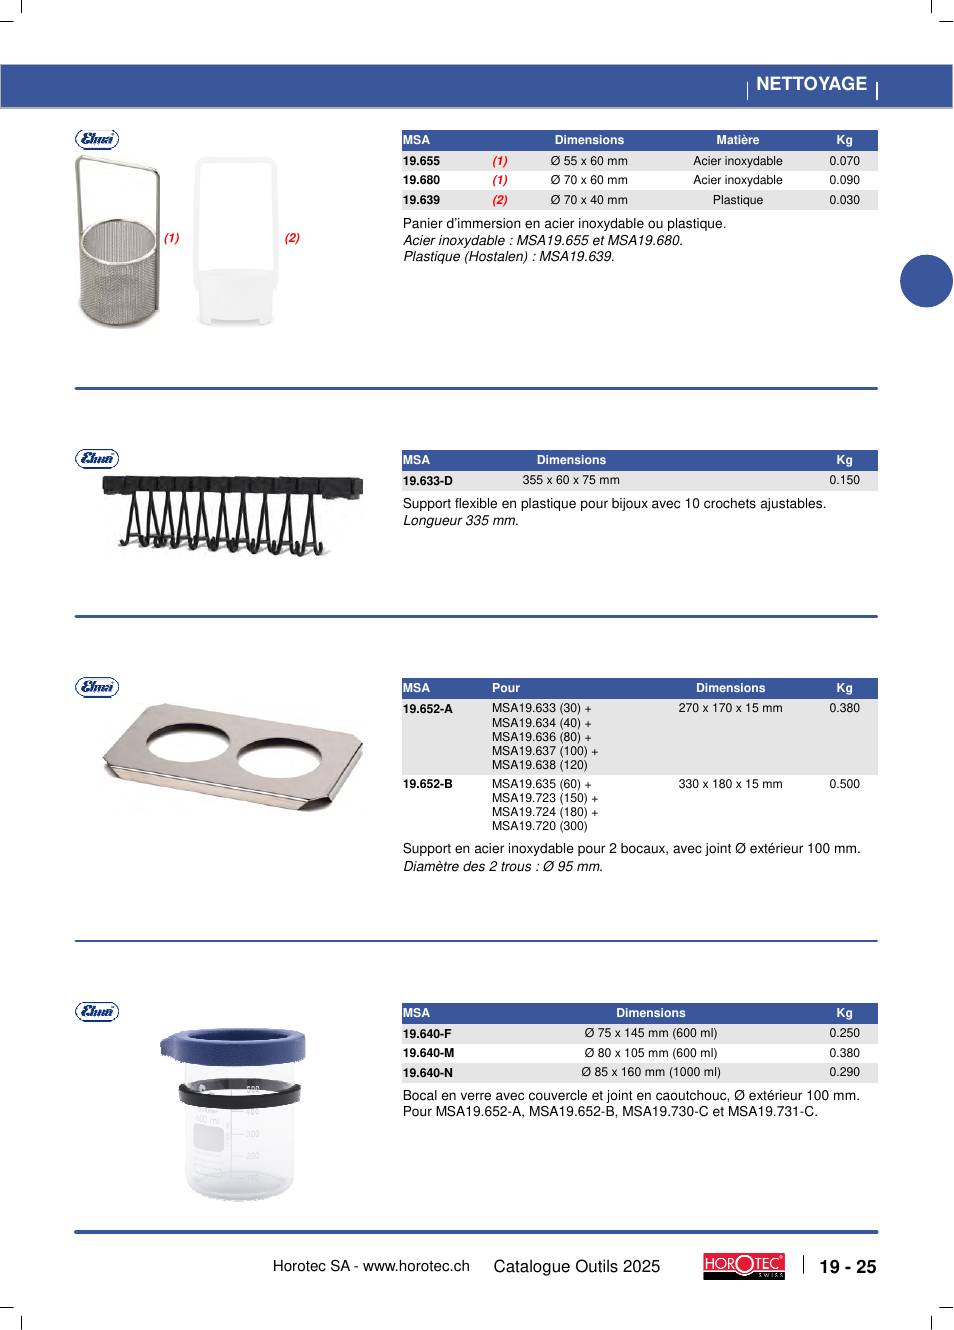 NETTOYAGE
Elma
(1)
(2)
MSA Dimensions Matière Kg
19.655 (1) Ø 55 x 60 mm Acier inoxydable 0.070
19.680 (1) Ø 70 x 60 mm Acier inoxydable 0.090
19.639 (2) Ø 70 x 40 mm Plastique 0.030
Panier d'immersion en acier inoxydable ou plastique.
Acier inoxydable : MSA19.655 et MSA19.680.
Plastique (Hostalen) : MSA19.639.
Elma
MSA Dimensions Kg
19.633-D 355 x 60 x 75 mm 0.150
Support flexible en plastique pour bijoux avec 10 crochets ajustables.
Longueur 335 mm.
Elma
MSA Pour Dimensions Kg
19.652-A MSA19.633 (30) + 270 x 170 x 15 mm 0.380
MSA19.634 (40) +
MSA19.636 (80) +
MSA19.637 (100) +
MSA19.638 (120)
19.652-B MSA19.635 (60) + 330 x 180 x 15 mm 0.500
MSA19.723 (150) +
MSA19.724 (180) +
MSA19.720 (300)
Support en acier inoxydable pour 2 bocaux, avec joint Ø extérieur 100 mm.
Diamètre des 2 trous : Ø 95 mm.
Elma
300
200
MSA Dimensions Kg
19.640-F Ø 75 x 145 mm (600 ml) 0.250
19.640-M Ø 80 x 105 mm (600 ml) 0.380
19.640-N Ø 85 x 160 mm (1000 ml) 0.290
Bocal en verre avec couvercle et joint en caoutchouc, Ø extérieur 100 mm.
Pour MSA19.652-A, MSA19.652-B, MSA19.730-C et MSA19.731-C.
Horotec SA - www.horotec.ch Catalogue Outils 2025 HOROTEC SWISS 19 - 25